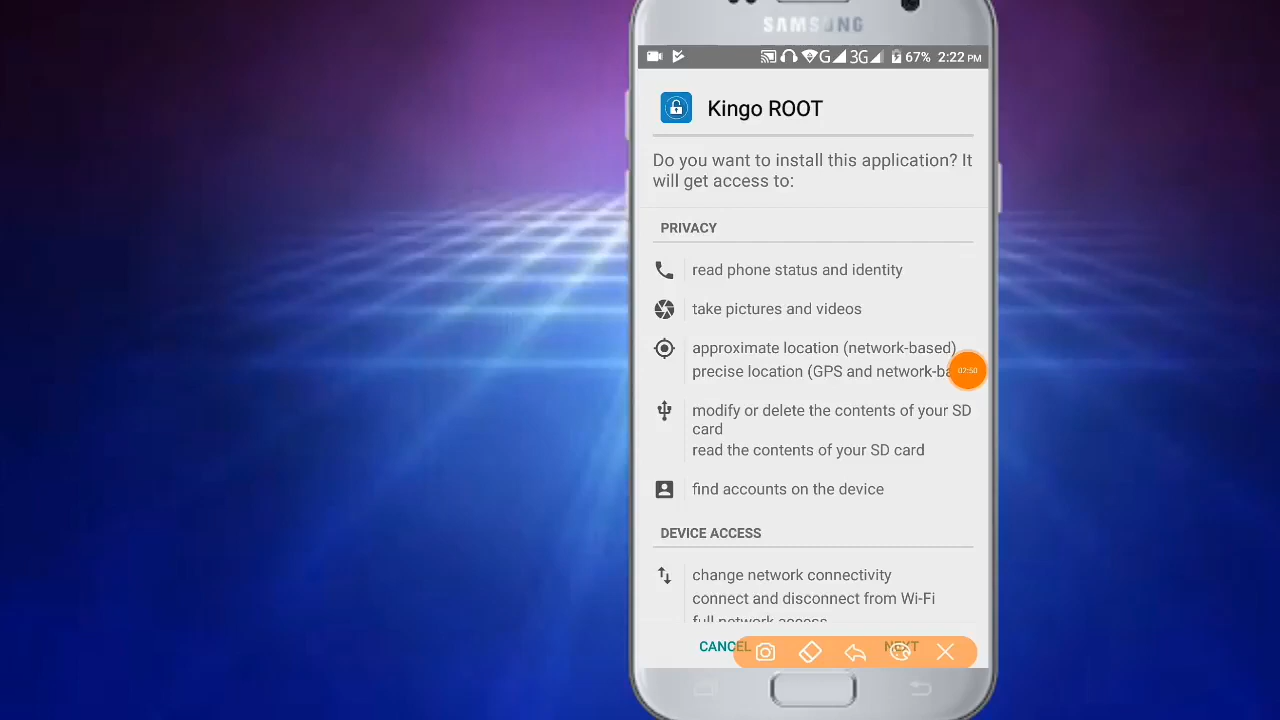 SAMSUNG
G 3G 67% 2:22 PM
Kingo ROOT
Do you want to install this application? It
will get access to:
PRIVACY
read phone status and identity
take pictures and videos
approximate location (network-based)
precise location (GPS and network-ba
02:50
modify or delete the contents of your SD
card
read the contents of your SD card
find accounts on the device
DEVICE ACCESS
change network connectivity
connect and disconnect from Wi-Fi
full network access
CANCEL NEXT